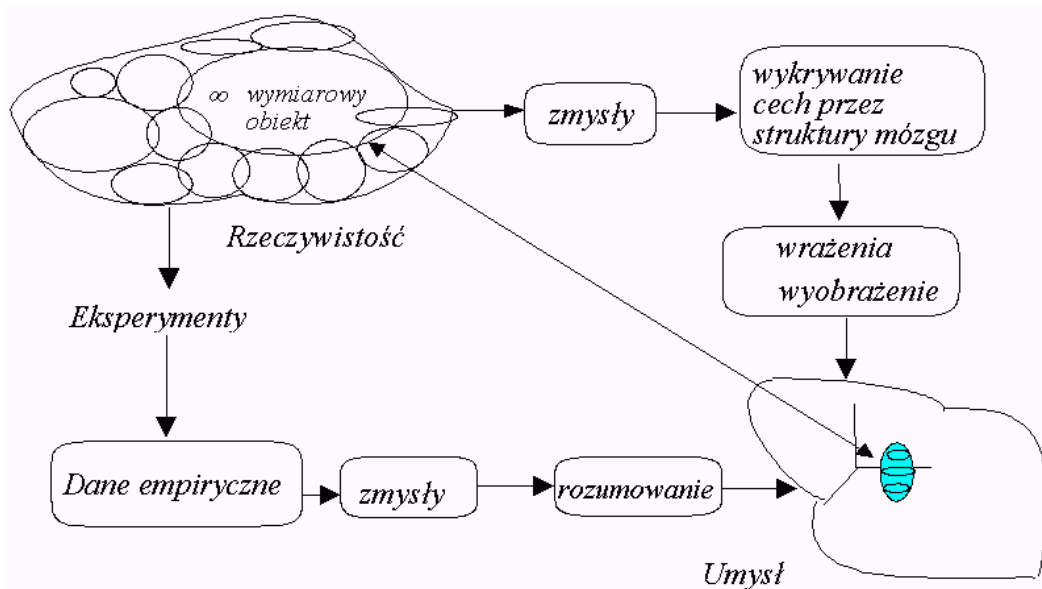 ∞ wymiarowy
obiekt
zmysły
wykrywanie
cech przez
struktury mózgu
Rzeczywistość
wrażenia
wyobrażenie
Eksperymenty
Dane empiryczne
zmysły
rozumowanie
Umysł